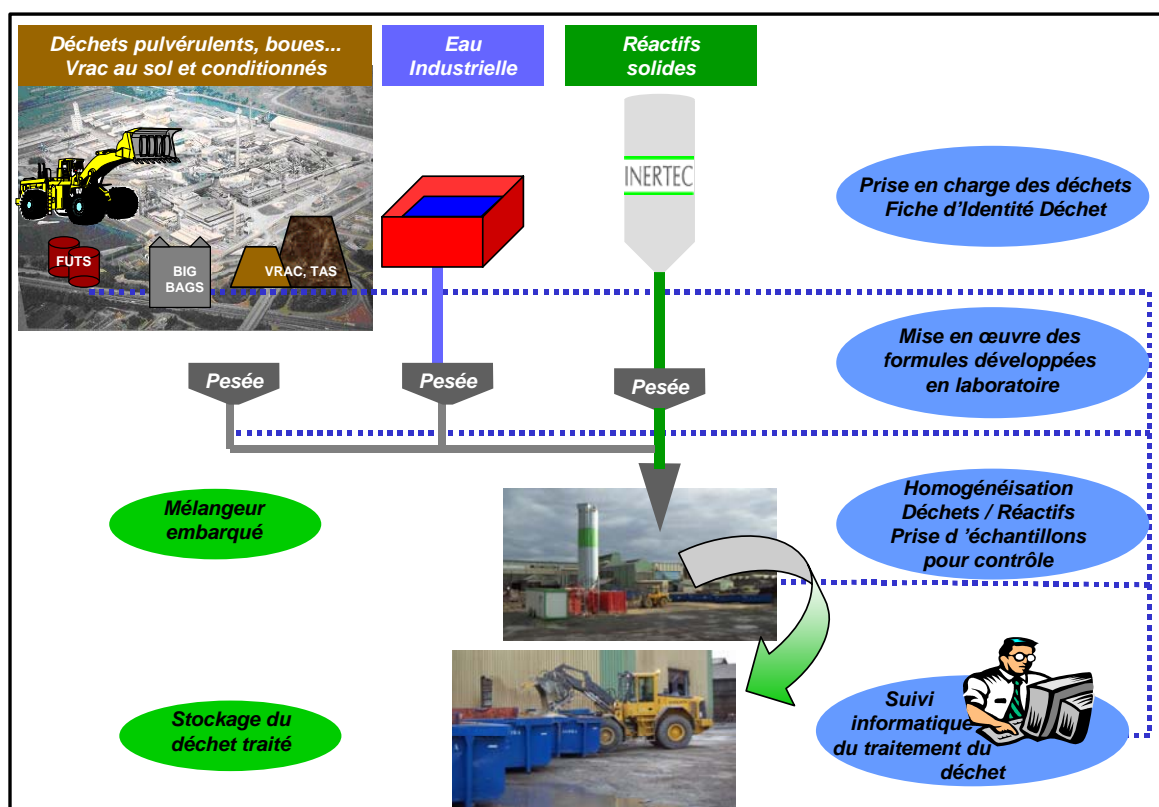 Déchets pulvérulents, boues...
Vrac au sol et conditionnés
Eau
Industrielle
Réactifs
solides
INERTEC
FUTS
BIG
BAGS
VRAC, TAS
Prise en charge des déchets
Fiche d'Identité Déchet
Mise en œuvre des
formules développées
en laboratoire
Pesée
Pesée
Pesée
Mélangeur
embarqué
Homogénéisation
Déchets / Réactifs
Prise d 'échantillons
pour contrôle
Stockage du
déchet traité
Suivi
informatique
du traitement du
déchet